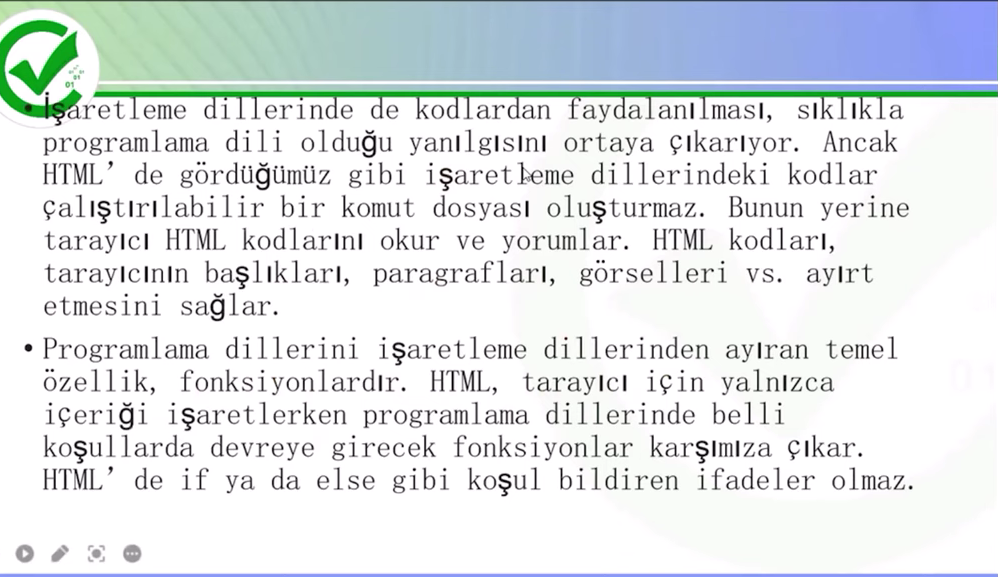 • İşaretleme dillerinde de kodlardan faydalanılması, sıklıkla
programlama dili olduğu yanılgısını ortaya çıkarıyor. Ancak
HTML’ de gördüğümüz gibi işaretleme dillerindeki kodlar
çalıştırılabilir bir komut dosyası oluşturmaz. Bunun yerine
tarayıcı HTML kodlarını okur ve yorumlar. HTML kodları,
tarayıcının başlıkları, paragrafları, görselleri vs. ayırt
etmesini sağlar.
• Programlama dillerini işaretleme dillerinden ayıran temel
özellik, fonksiyonlardır. HTML, tarayıcı için yalnızca
içeriği işaretlerken programlama dillerinde belli
koşullarda devreye girecek fonksiyonlar karşımıza çıkar.
HTML’ de if ya da else gibi koşul bildiren ifadeler olmaz.